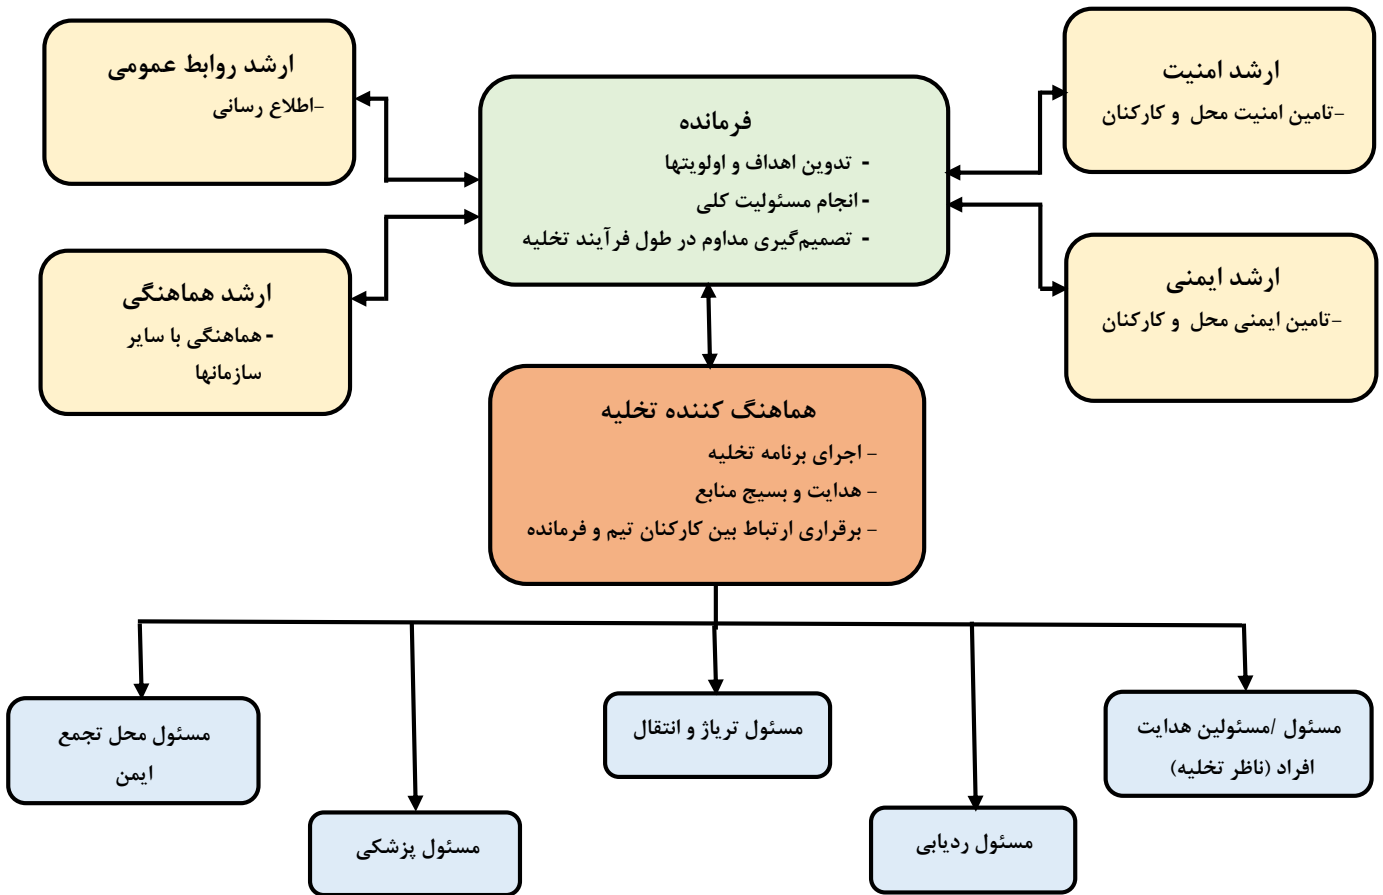 ارشد امنیت
-تامین امنیت محل و کارکنان
فرمانده
- تدوین اهداف و اولویتها
- انجام مسئولیت کلی
- تصمیم‌گیری مداوم در طول فرآیند تخلیه
ارشد روابط عمومی
-اطلاع رسانی
ارشد ایمنی
-تامین ایمنی محل و کارکنان
ارشد هماهنگی
- هماهنگی با سایر
سازمانها
هماهنگ کننده تخلیه
- اجرای برنامه تخلیه
- هدایت و بسیج منابع
- برقراری ارتباط بین کارکنان تیم و فرمانده
مسئول /مسئولین هدایت
افراد (ناظر تخلیه)
مسئول ردیابی
مسئول تریاژ و انتقال
مسئول پزشکی
مسئول محل تجمع
ایمن